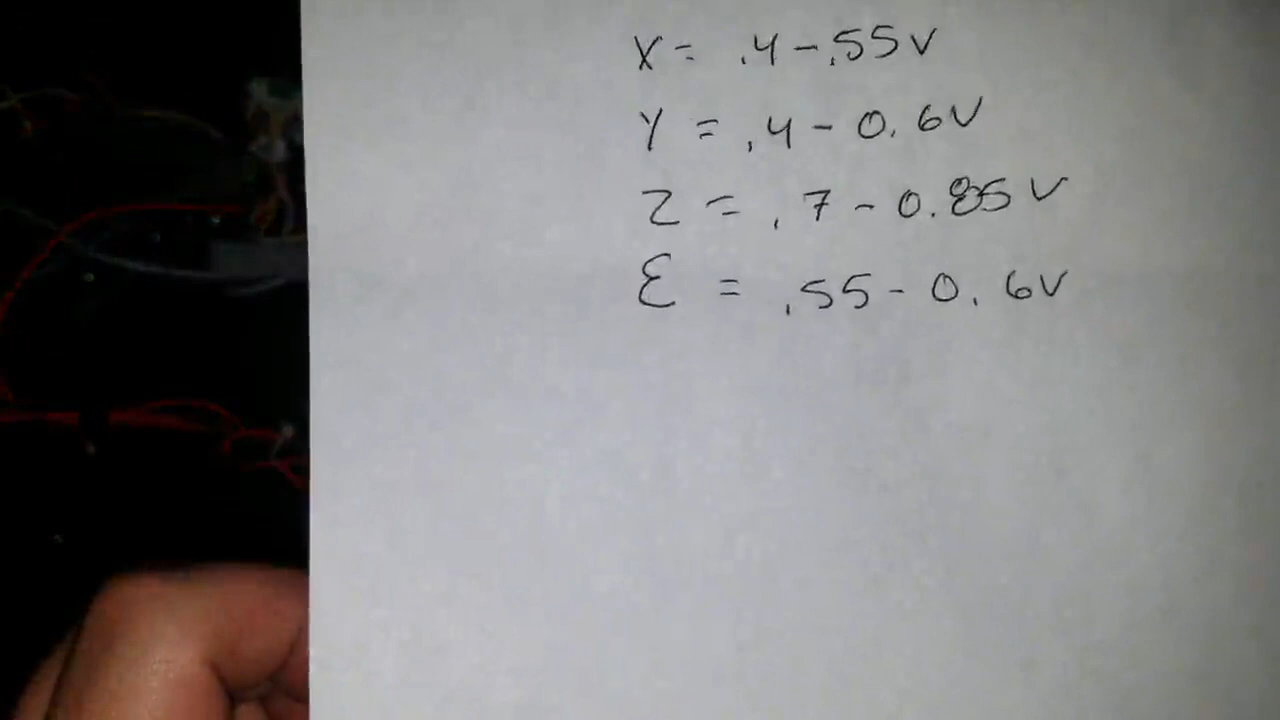 X = .4-.55V
Y = .4-0.6V
Z = .7-0.85V
Ɛ = .55-0.6V